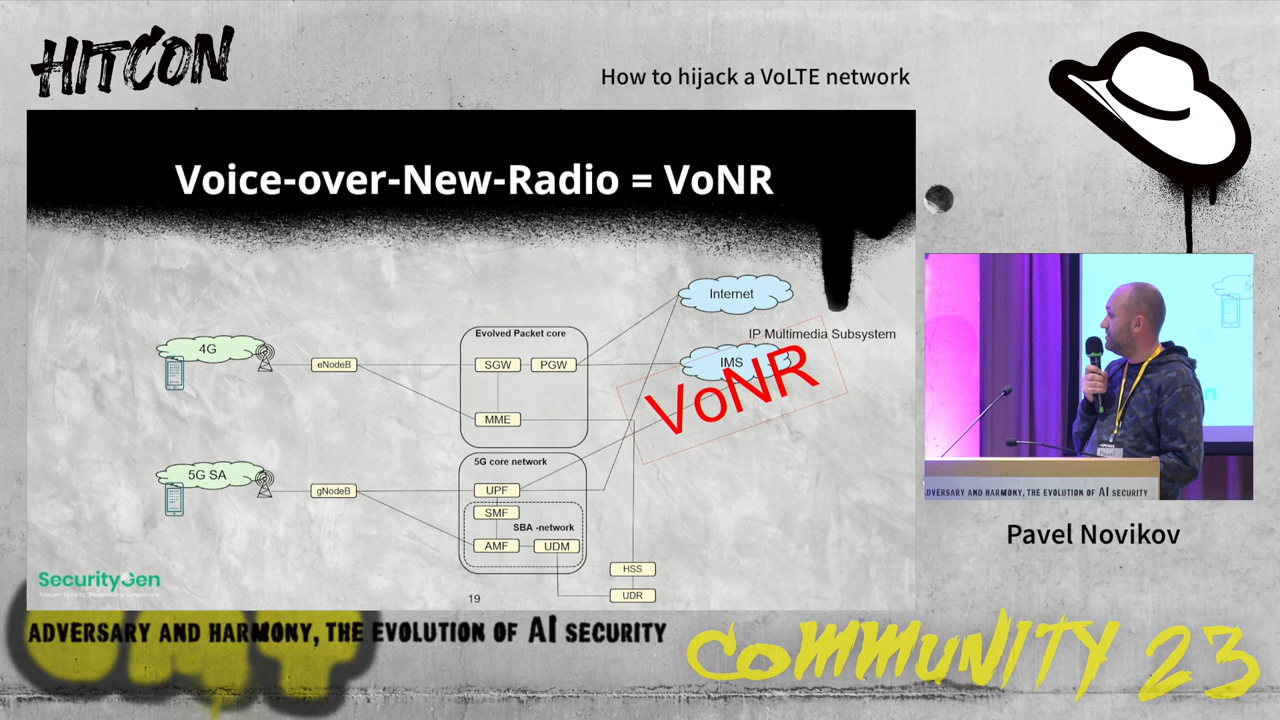 HITCON
How to hijack a VoLTE network
Voice-over-New-Radio = VoNR
Internet
IP Multimedia Subsystem
IMS
VoNR
4G
eNodeB
Evolved Packet core
SGW
PGW
MME
5G SA
gNodeB
5G core network
UPF
SMF
SBA -network
AMF
UDM
HSS
UDR
SecurityGen
19
Pavel
ADVERSARY AND HARMONY, THE EVOLUTION OF AI SECURITY
Pavel Novikov
ADVERSARY AND HARMONY, THE EVOLUTION OF AI SECURITY
COMMUNITY 23